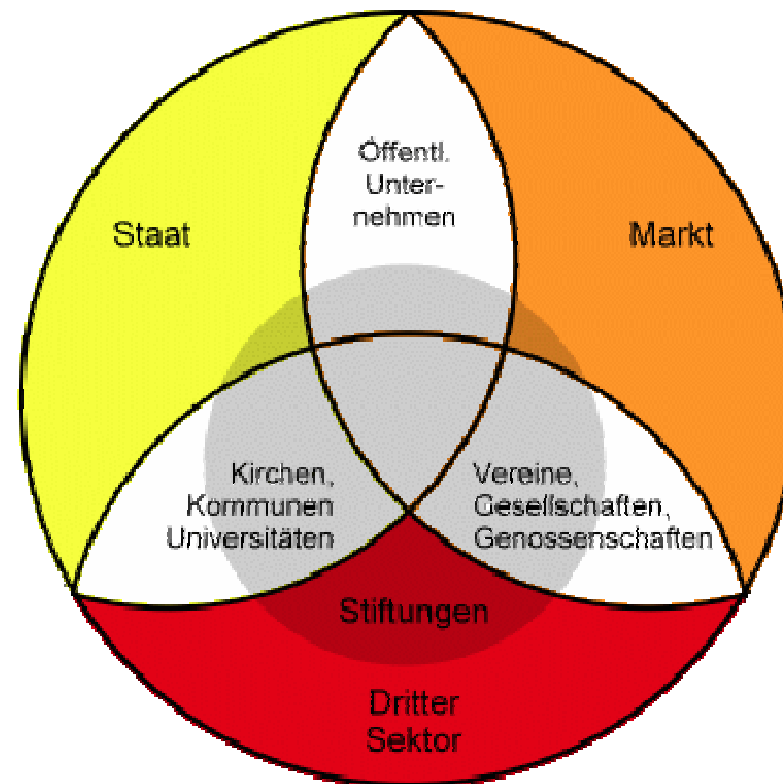 Öffentl.
Unter-
nehmen
Staat
Markt
Kirchen,
Kommunen
Universitäten
Vereine,
Gesellschaften,
Genossenschaften
Stiftungen
Dritter
Sektor